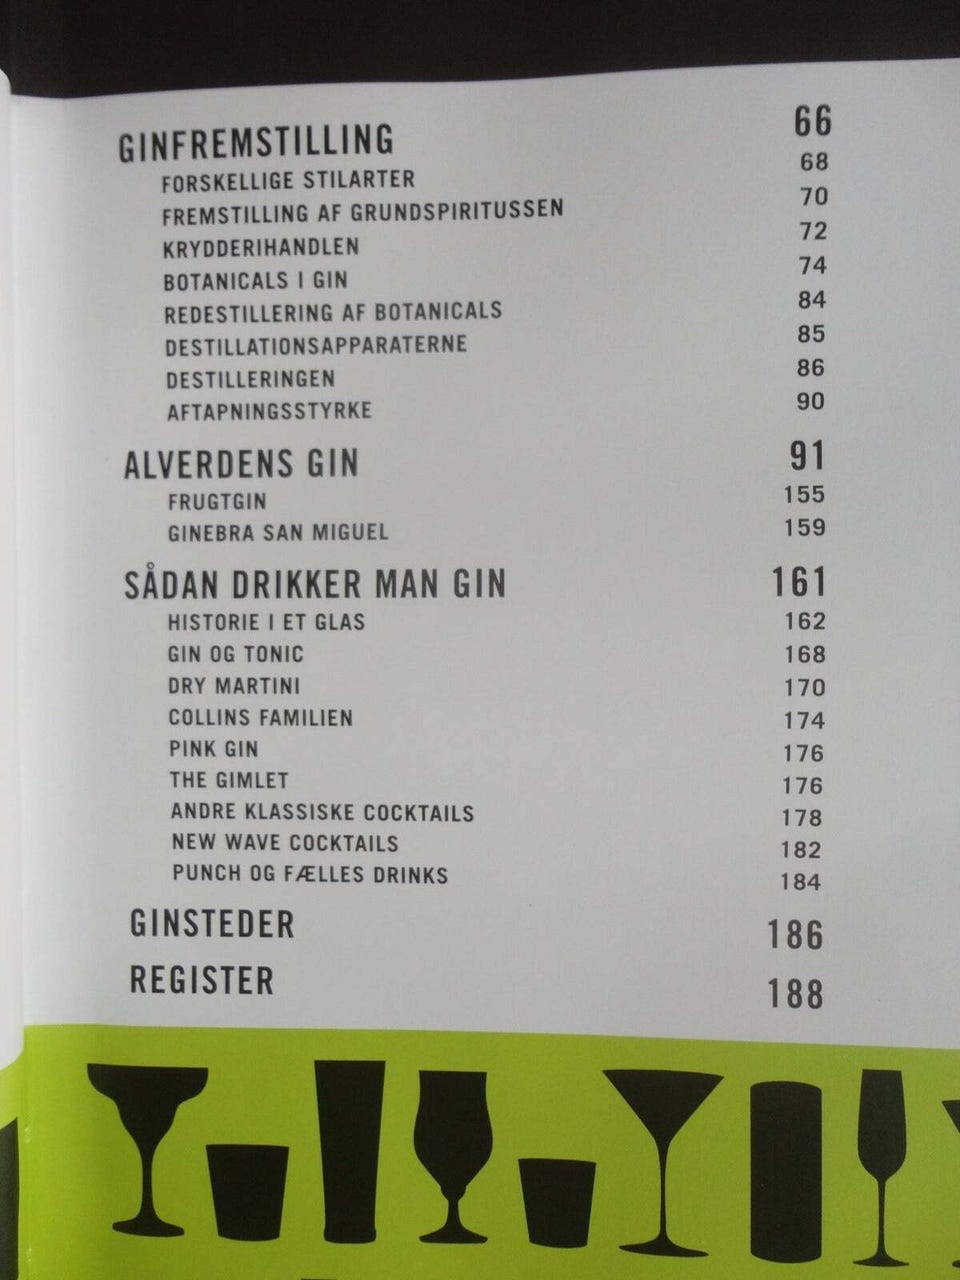 GINFREMSTILLING 66
FORSKELLIGE STILARTER 68
FREMSTILLING AF GRUNDSPIRITUSSEN 70
KRYDDERIHANDLEN 72
BOTANICALS I GIN 74
REDESTILLERING AF BOTANICALS 84
DESTILLATIONSAPPARATERNE 85
DESTILLERINGEN 86
AFTAPNINGSSTYRKE 90
ALVERDENS GIN 91
FRUGTGIN 155
GINEBRA SAN MIGUEL 159
SÅDAN DRIKKER MAN GIN 161
HISTORIE I ET GLAS 162
GIN OG TONIC 168
DRY MARTINI 170
COLLINS FAMILIEN 174
PINK GIN 176
THE GIMLET 176
ANDRE KLASSISKE COCKTAILS 178
NEW WAVE COCKTAILS 182
PUNCH OG FÆLLES DRINKS 184
GINSTEDER 186
REGISTER 188